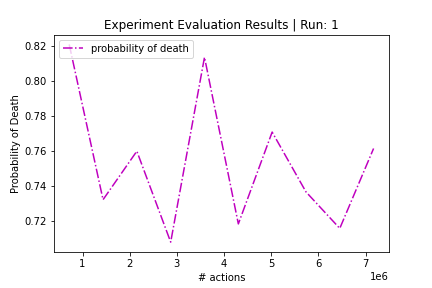 Experiment Evaluation Results | Run: 1
probability of death
Probability of Death
0.82
0.80
0.78
0.76
0.74
0.72
1 2 3 4 5 6 7
1e6
# actions